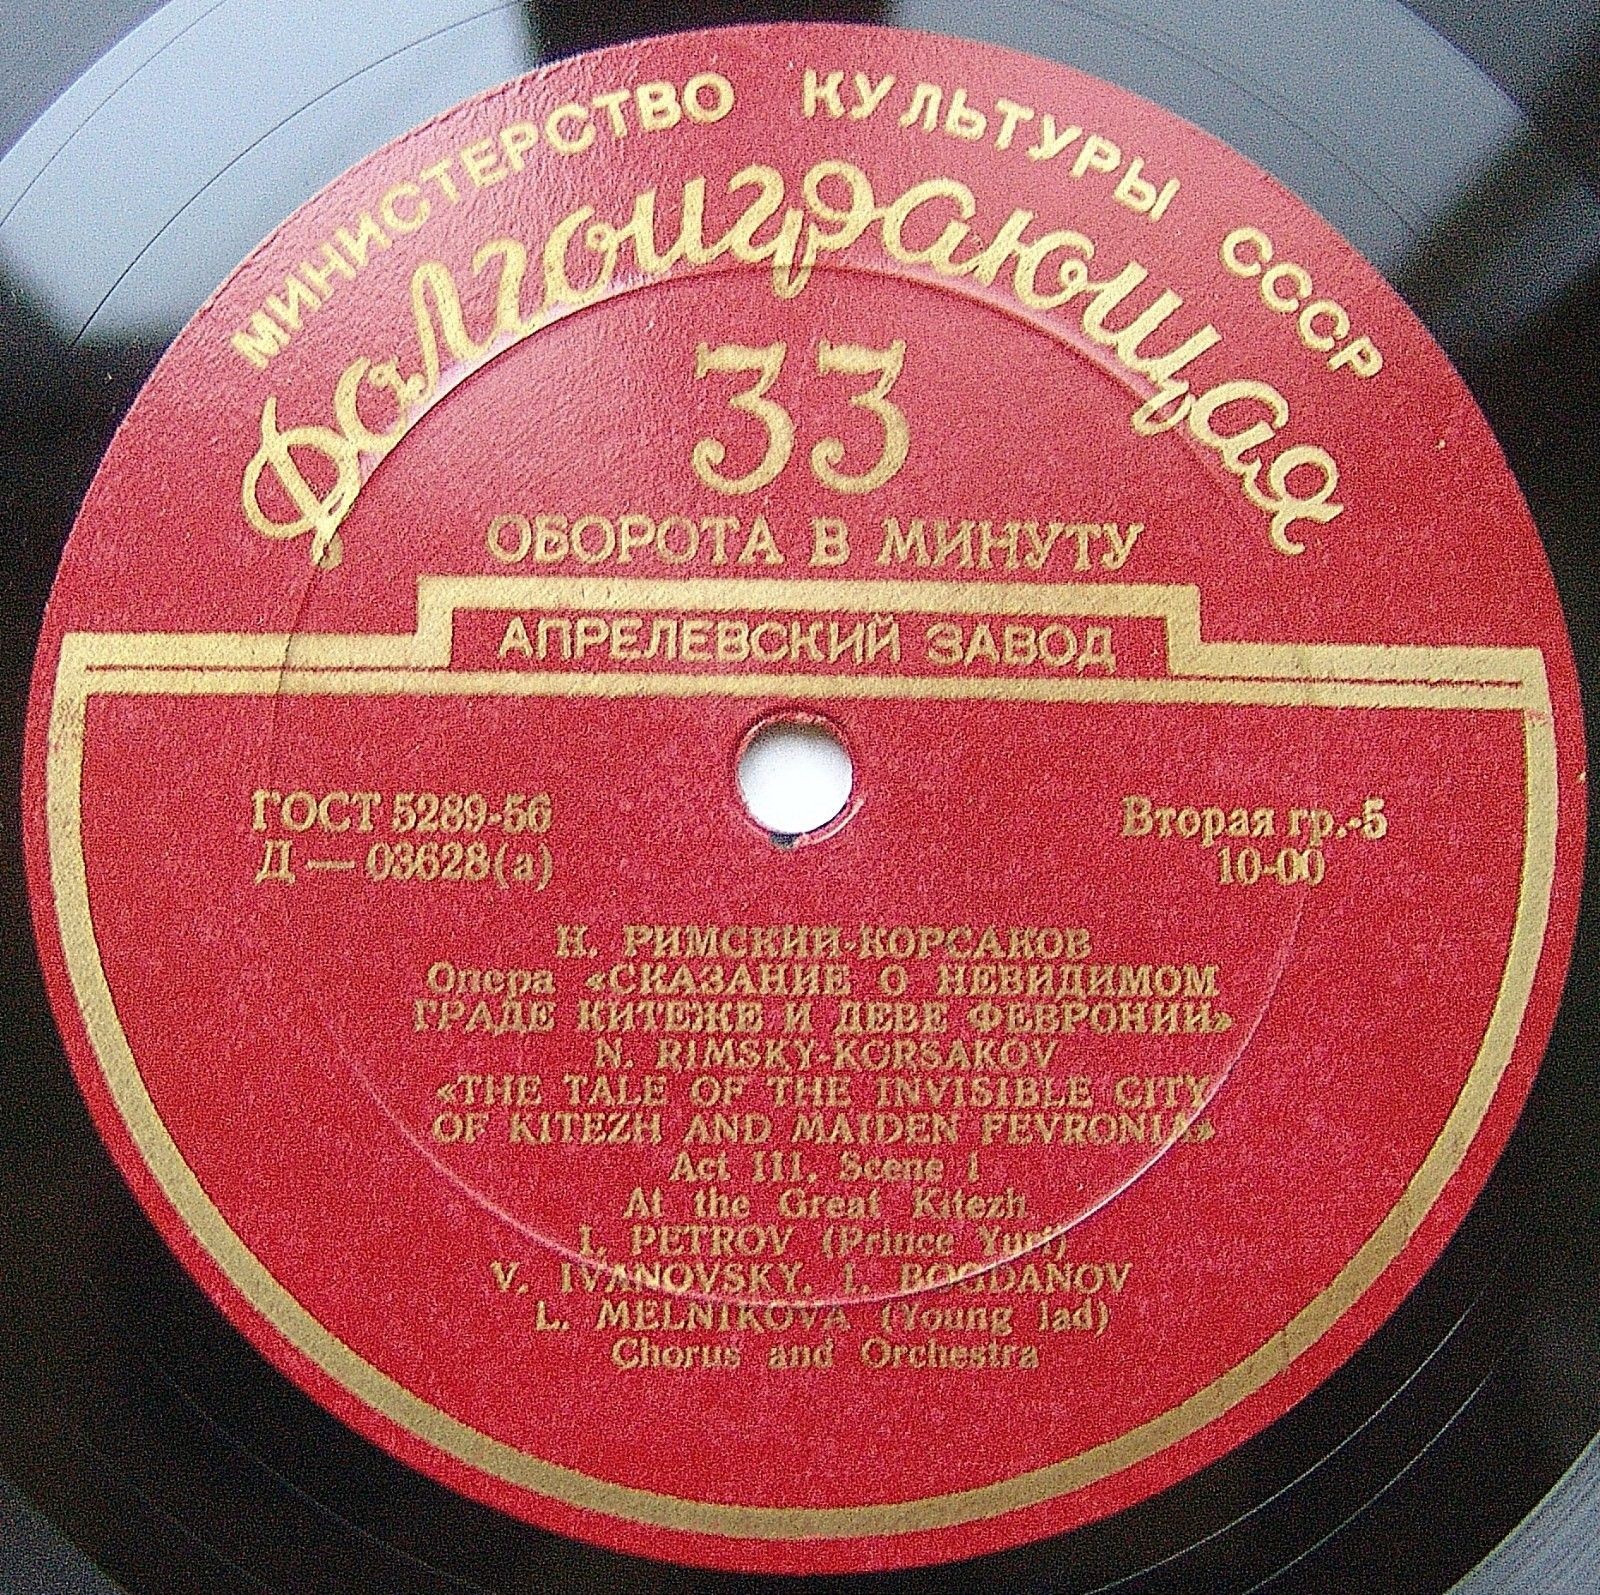 МИНИСТЕРСТВО КУЛЬТУРЫ СССР
Долгоиграющая
33
ОБОРОТА В МИНУТУ
АПРЕЛЕВСКИЙ ЗАВОД
ГОСТ 5289-56
Д — 03628(а)
Вторая гр.-5
10-00
Н. РИМСКИЙ-КОРСАКОВ
Опера «СКАЗАНИЕ О НЕВИДИМОМ
ГРАДЕ КИТЕЖЕ И ДЕВЕ ФЕВРОНИИ»
N. RIMSKY-KORSAKOV
«THE TALE OF THE INVISIBLE CITY
OF KITEZH AND MAIDEN FEVRONIA»
Act III, Scene I
At the Great Kitezh
I. PETROV (Prince Yuri)
V. IVANOVSKY, I. BOGDANOV
L. MELNIKOVA (Young lad)
Chorus and Orchestra